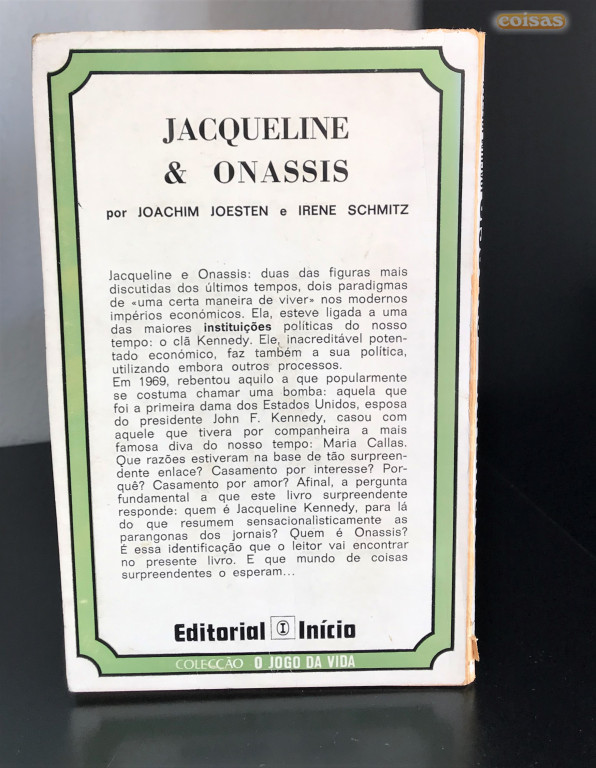 coisas
JACQUELINE
& ONASSIS
por JOACHIM JOESTEN e IRENE SCHMITZ
Jacqueline e Onassis: duas das figuras mais
discutidas dos últimos tempos, dois paradigmas
de «uma certa maneira de viver» nos modernos
impérios económicos. Ela, esteve ligada a uma
das maiores instituições políticas do nosso
tempo: o clã Kennedy. Ele, inacreditável poten-
tado económico, faz também a sua política,
utilizando embora outros processos.
Em 1969, rebentou aquilo a que popularmente
se costuma chamar uma bomba: aquela que
foi a primeira dama dos Estados Unidos, esposa
do presidente John F. Kennedy, casou com
aquele que tivera por companheira a mais
famosa diva do nosso tempo: Maria Callas.
Que razões estiveram na base de tão surpreen-
dente enlace? Casamento por interesse? Por-
quê? Casamento por amor? Afinal, a pergunta
fundamental a que este livro surpreendente
responde: quem é Jacqueline Kennedy, para lá
do que resumem sensacionalisticamente as
parangonas dos jornais? Quem é Onassis?
É essa identificação que o leitor vai encontrar
no presente livro. E que mundo de coisas
surpreendentes o esperam...
Editorial I Início
COLECÇÃO O JOGO DA VIDA